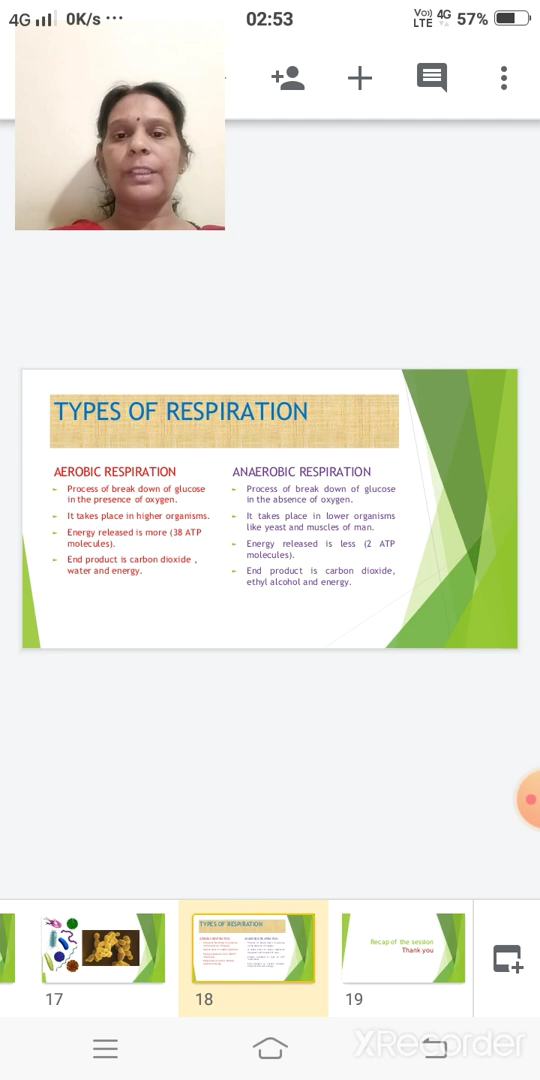 4G 0K/s ··· 02:53 Vo)) LTE 4G 57%
TYPES OF RESPIRATION
AEROBIC RESPIRATION
Process of break down of glucose
in the presence of oxygen.
It takes place in higher organisms.
Energy released is more (38 ATP
molecules).
End product is carbon dioxide ,
water and energy.
ANAEROBIC RESPIRATION
Process of break down of glucose
in the absence of oxygen.
It takes place in lower organisms
like yeast and muscles of man.
Energy released is less (2 ATP
molecules).
End product is carbon dioxide,
ethyl alcohol and energy.
TYPES OF RESPIRATION
Recap of the session
Thank you
17
18
19
XRecorder